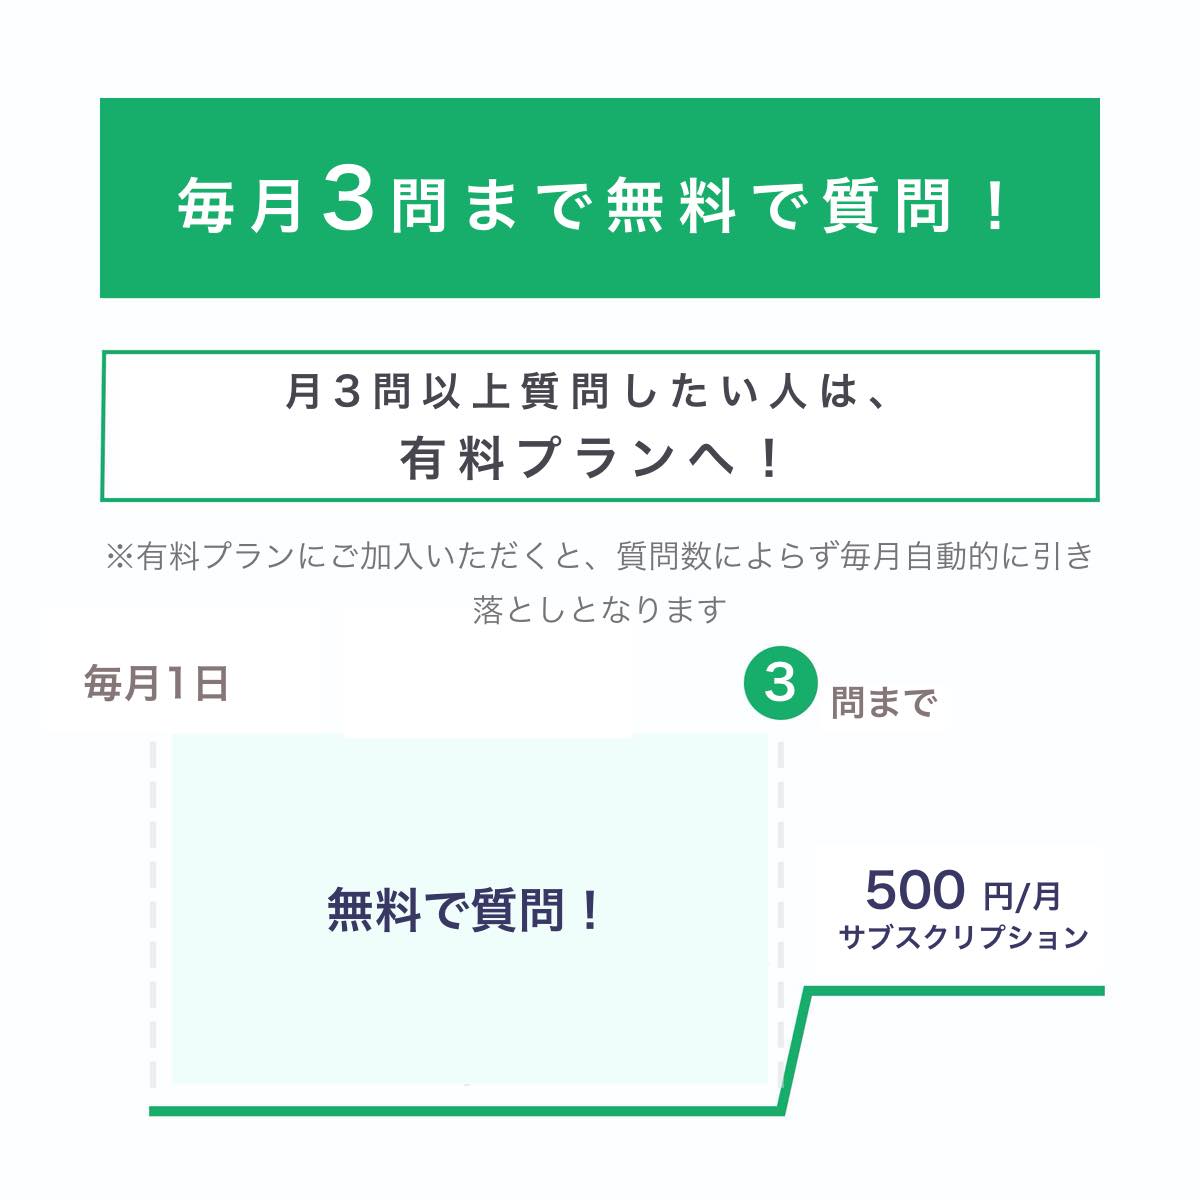 毎月3問まで無料で質問！
月3問以上質問したい人は、
有料プランへ！
※有料プランにご加入いただくと、質問数によらず毎月自動的に引き
落としとなります
毎月1日
3 問まで
無料で質問！
500 円/月
サブスクリプション